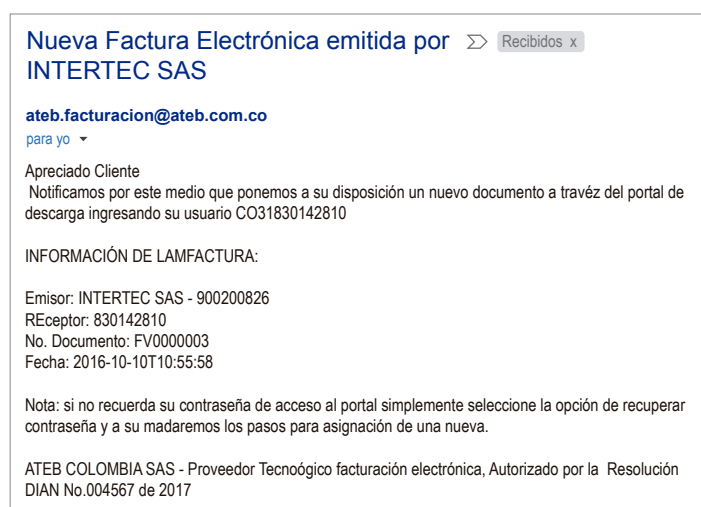 Nueva Factura Electrónica emitida por Recibidos x
INTERTEC SAS
ateb.facturacion@ateb.com.co
para yo
Apreciado Cliente
Notificamos por este medio que ponemos a su disposición un nuevo documento a travéz del portal de
descarga ingresando su usuario CO31830142810
INFORMACIÓN DE LAMFACTURA:
Emisor: INTERTEC SAS - 900200826
REceptor: 830142810
No. Documento: FV0000003
Fecha: 2016-10-10T10:55:58
Nota: si no recuerda su contraseña de acceso al portal simplemente seleccione la opción de recuperar
contraseña y a su madaremos los pasos para asignación de una nueva.
ATEB COLOMBIA SAS - Proveedor Tecnoógico facturación electrónica, Autorizado por la Resolución
DIAN No.004567 de 2017